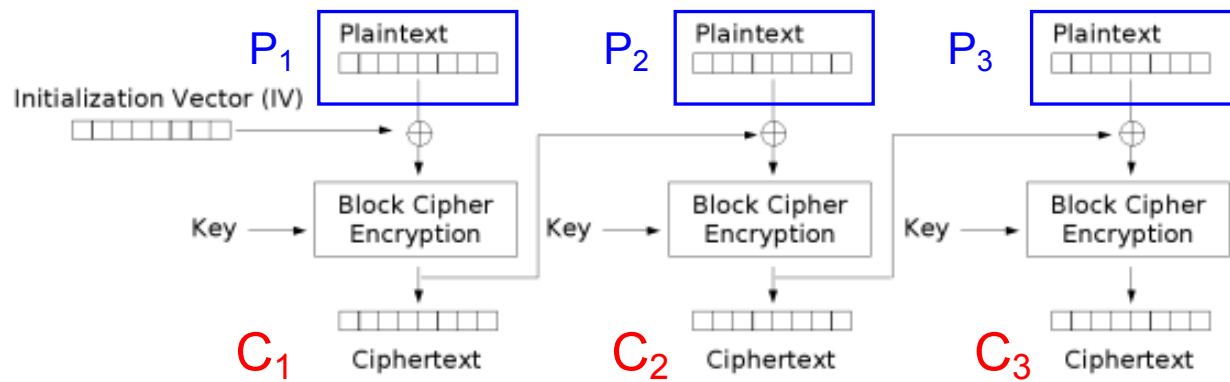 P₁ Plaintext P₂ Plaintext P₃ Plaintext
Initialization Vector (IV)
Key Block Cipher Encryption Key Block Cipher Encryption Key Block Cipher Encryption
C₁ Ciphertext C₂ Ciphertext C₃ Ciphertext